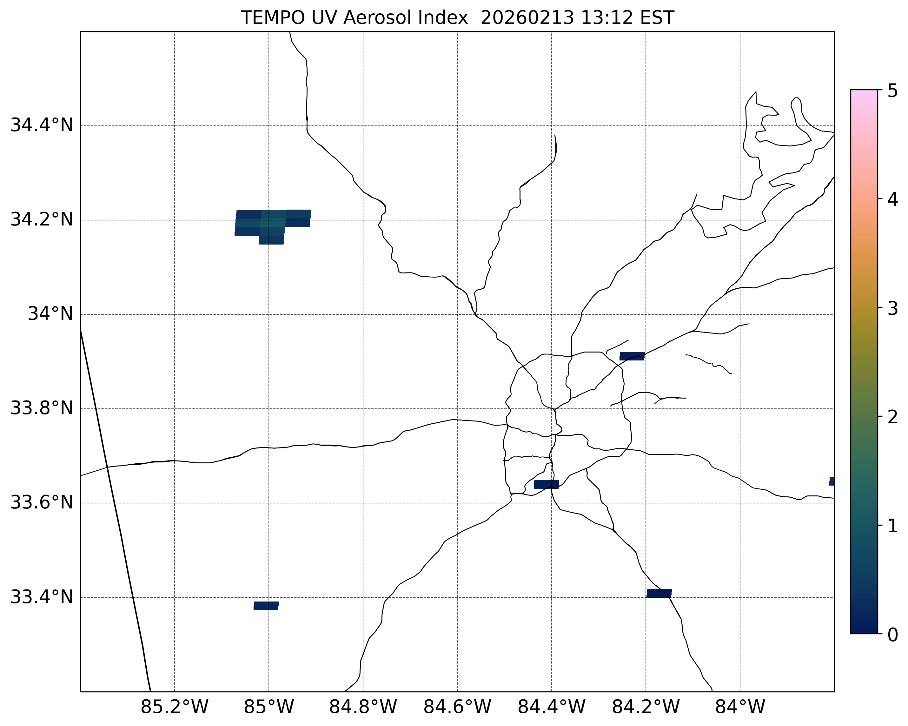 TEMPO UV Aerosol Index  20260213 13:12 EST
34.4°N
34.2°N
34°N
33.8°N
33.6°N
33.4°N
85.2°W
85°W
84.8°W
84.6°W
84.4°W
84.2°W
84°W
5
4
3
2
1
0